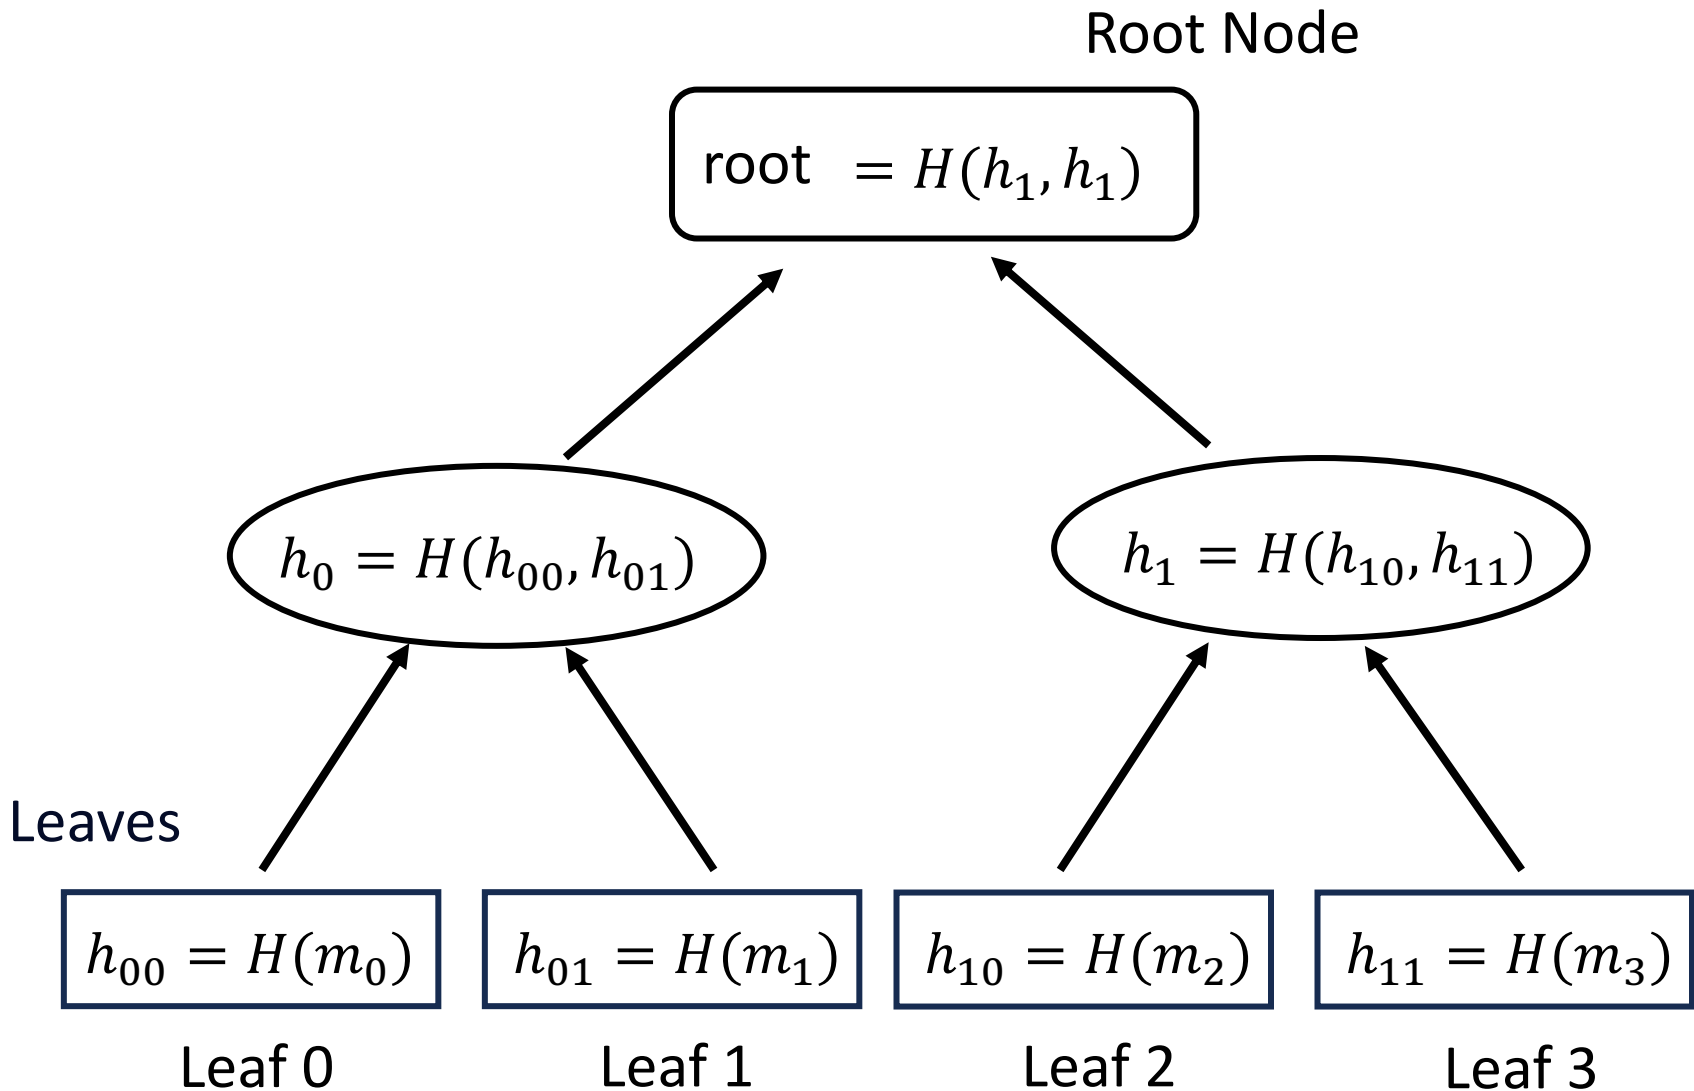 Root Node
root = H(h₁, h₁)
h₀ = H(h₀₀, h₀₁)
h₁ = H(h₁₀, h₁₁)
Leaves
h₀₀ = H(m₀)
h₀₁ = H(m₁)
h₁₀ = H(m₂)
h₁₁ = H(m₃)
Leaf 0
Leaf 1
Leaf 2
Leaf 3